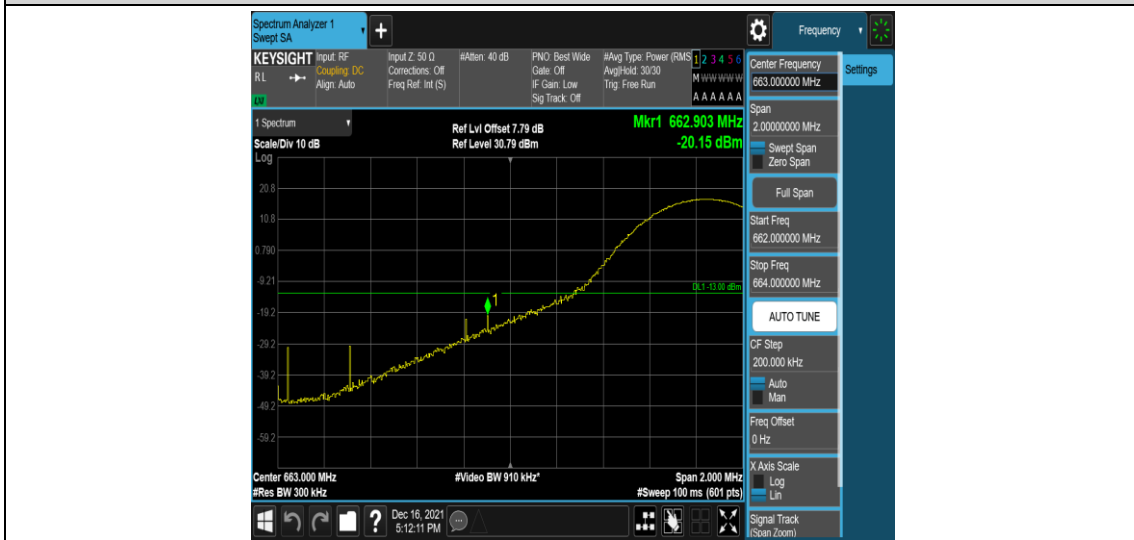 Spectrum Analyzer 1
Swept SA
+
Frequency
KEYSIGHT
RL
LNI
Input: RF
Coupling: DC
Align: Auto
Input Z: 50 Ω
Corrections: Off
Freq Ref: Int (S)
#Atten: 40 dB
PNO: Best Wide
Gate: Off
IF Gain: Low
Sig Track: Off
#Avg Type: Power (RMS
Avg|Hold: 30/30
Trig: Free Run
1 2 3 4 5 6
M W W W W W
A A A A A A
1 Spectrum
Scale/Div 10 dB
Ref Lvl Offset 7.79 dB
Ref Level 30.79 dBm
Mkr1 662.903 MHz
-20.15 dBm
Log
20.8
10.8
0.790
-9.21
-19.2
-29.2
-39.2
-49.2
-59.2
DL1 -13.00 dBm
1
Center 663.000 MHz
#Res BW 300 kHz
#Video BW 910 kHz*
Span 2.000 MHz
#Sweep 100 ms (601 pts)
?
Dec 16, 2021
5:12:11 PM
Center Frequency
663.000000 MHz
Settings
Span
2.00000000 MHz
Swept Span
Zero Span
Full Span
Start Freq
662.000000 MHz
Stop Freq
664.000000 MHz
AUTO TUNE
CF Step
200.000 kHz
Auto
Man
Freq Offset
0 Hz
X Axis Scale
Log
Lin
Signal Track
(Span Zoom)